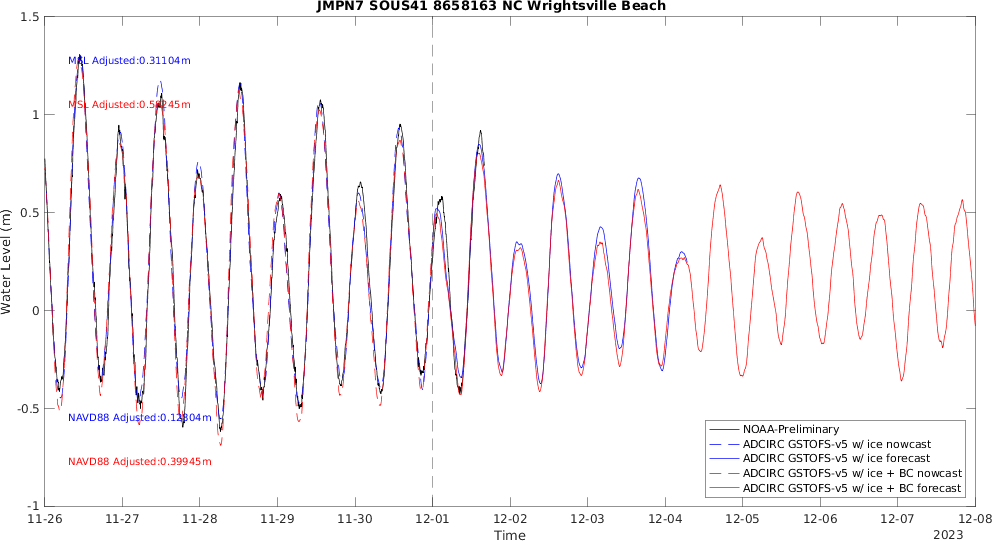 JMPN7 SOUS41 8658163 NC Wrightsville Beach
1.5
1
0.5
0
-0.5
-1
Water Level (m)
MSL Adjusted:0.31104m
MSL Adjusted:0.58245m
NAVD88 Adjusted:0.12804m
NAVD88 Adjusted:0.39945m
NOAA-Preliminary
ADCIRC GSTOFS-v5 w/ ice nowcast
ADCIRC GSTOFS-v5 w/ ice forecast
ADCIRC GSTOFS-v5 w/ ice + BC nowcast
ADCIRC GSTOFS-v5 w/ ice + BC forecast
11-26 11-27 11-28 11-29 11-30 12-01 12-02 12-03 12-04 12-05 12-06 12-07 12-08
Time
2023